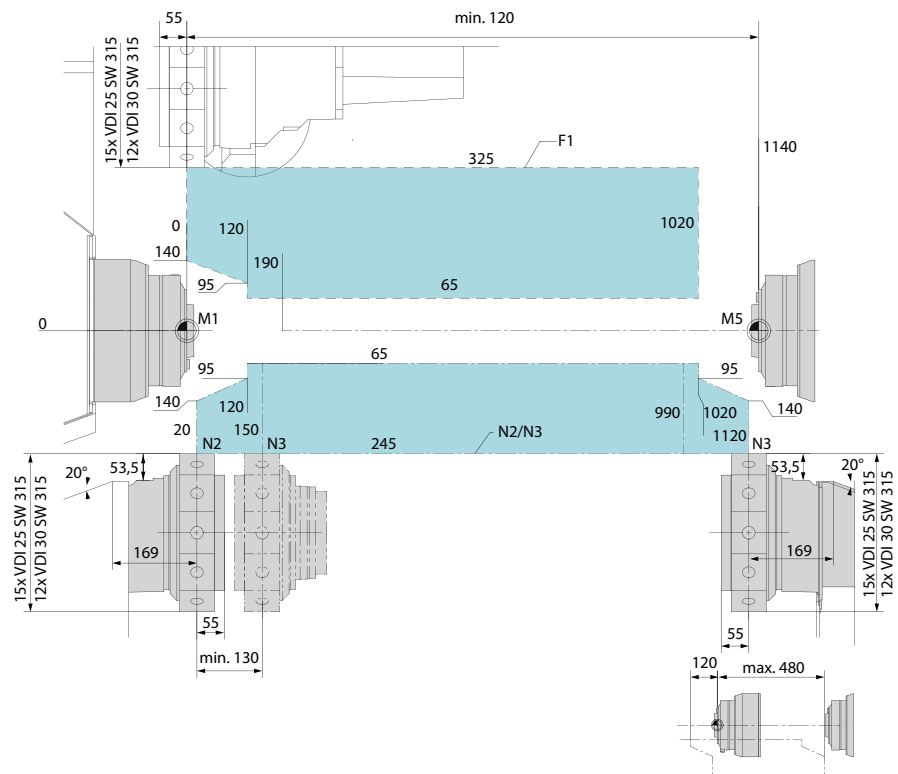 55
min. 120
15x VDI 25 SW 315
12x VDI 30 SW 315
F1
325
1140
0
120
1020
140
190
95
65
0
M1
M5
65
95
95
140
120
20
150
990
1020
140
1120
N2
N3
245
N2/N3
N3
20°
53,5
53,5
20°
15x VDI 25 SW 315
12x VDI 30 SW 315
169
169
15x VDI 25 SW 315
12x VDI 30 SW 315
55
55
min. 130
120
max. 480